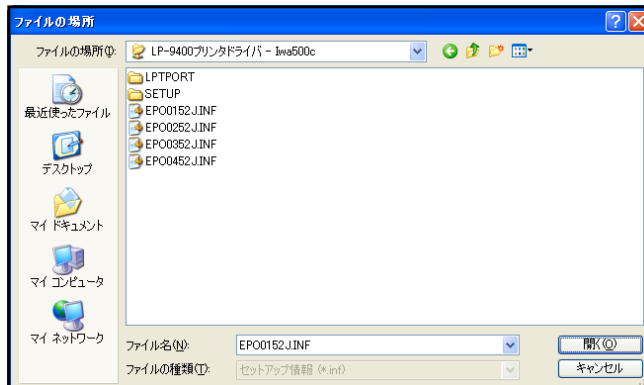 ファイルの場所
ファイルの場所(I):
LP-9400プリンタドライバ - Iwa500c
最近使ったファイル
デスクトップ
マイ ドキュメント
マイ コンピュータ
マイ ネットワーク
LPTPORT
SETUP
EPO0152J.INF
EPO0252J.INF
EPO0352J.INF
EPO0452J.INF
ファイル名(N):
EPO0152J.INF
開く(O)
ファイルの種類(T):
セットアップ情報 (*.inf)
キャンセル